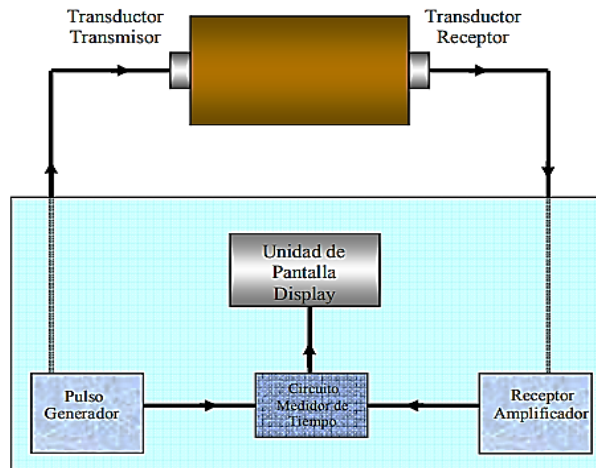 Transductor
Transmisor
Transductor
Receptor
Unidad de
Pantalla
Display
Pulso
Generador
Circuito
Medidor de
Tiempo
Receptor
Amplificador